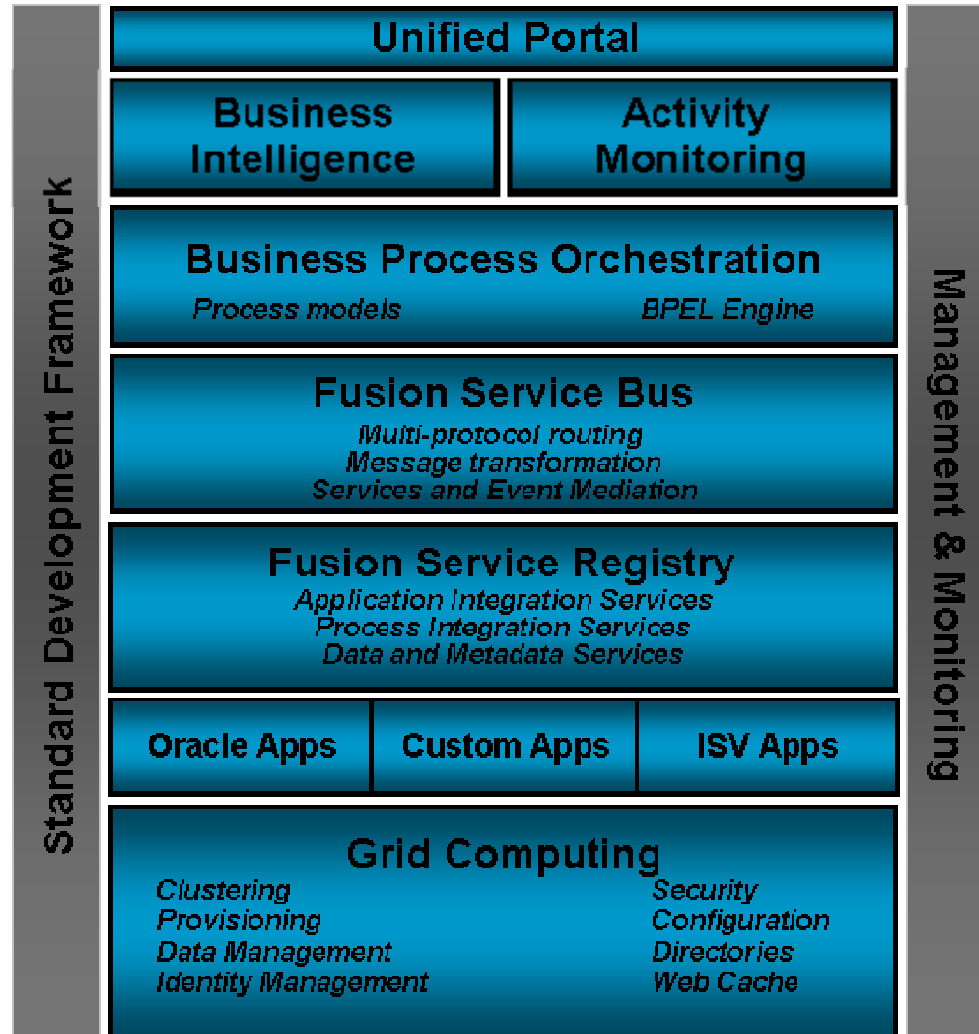 Unified Portal
Business
Intelligence
Activity
Monitoring
Business Process Orchestration
Process models
BPEL Engine
Fusion Service Bus
Multi-protocol routing
Message transformation
Services and Event Mediation
Fusion Service Registry
Application Integration Services
Process Integration Services
Data and Metadata Services
Oracle Apps
Custom Apps
ISV Apps
Grid Computing
Clustering
Provisioning
Data Management
Identity Management
Security
Configuration
Directories
Web Cache
Standard Development Framework
Management & Monitoring